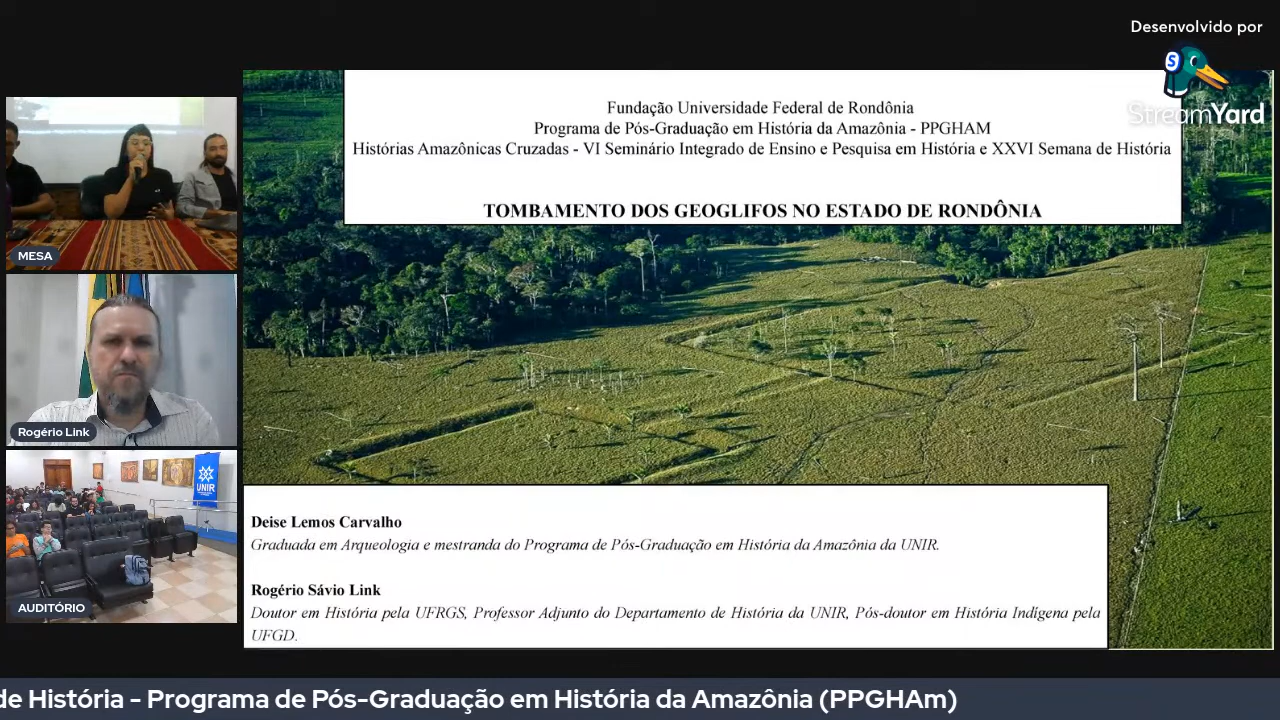 Desenvolvido por
StreamYard
Fundação Universidade Federal de Rondônia
Programa de Pós-Graduação em História da Amazônia - PPGHAM
Histórias Amazônicas Cruzadas - VI Seminário Integrado de Ensino e Pesquisa em História e XXVI Semana de História
TOMBAMENTO DOS GEOGLIFOS NO ESTADO DE RONDÔNIA
MESA
Rogério Link
UNIR
AUDITÓRIO
Deise Lemos Carvalho
Graduada em Arqueologia e mestranda do Programa de Pós-Graduação em História da Amazônia da UNIR.
Rogério Sávio Link
Doutor em História pela UFRGS, Professor Adjunto do Departamento de História da UNIR, Pós-doutor em História Indígena pela
UFGD.
de História - Programa de Pós-Graduação em História da Amazônia (PPGHAm)